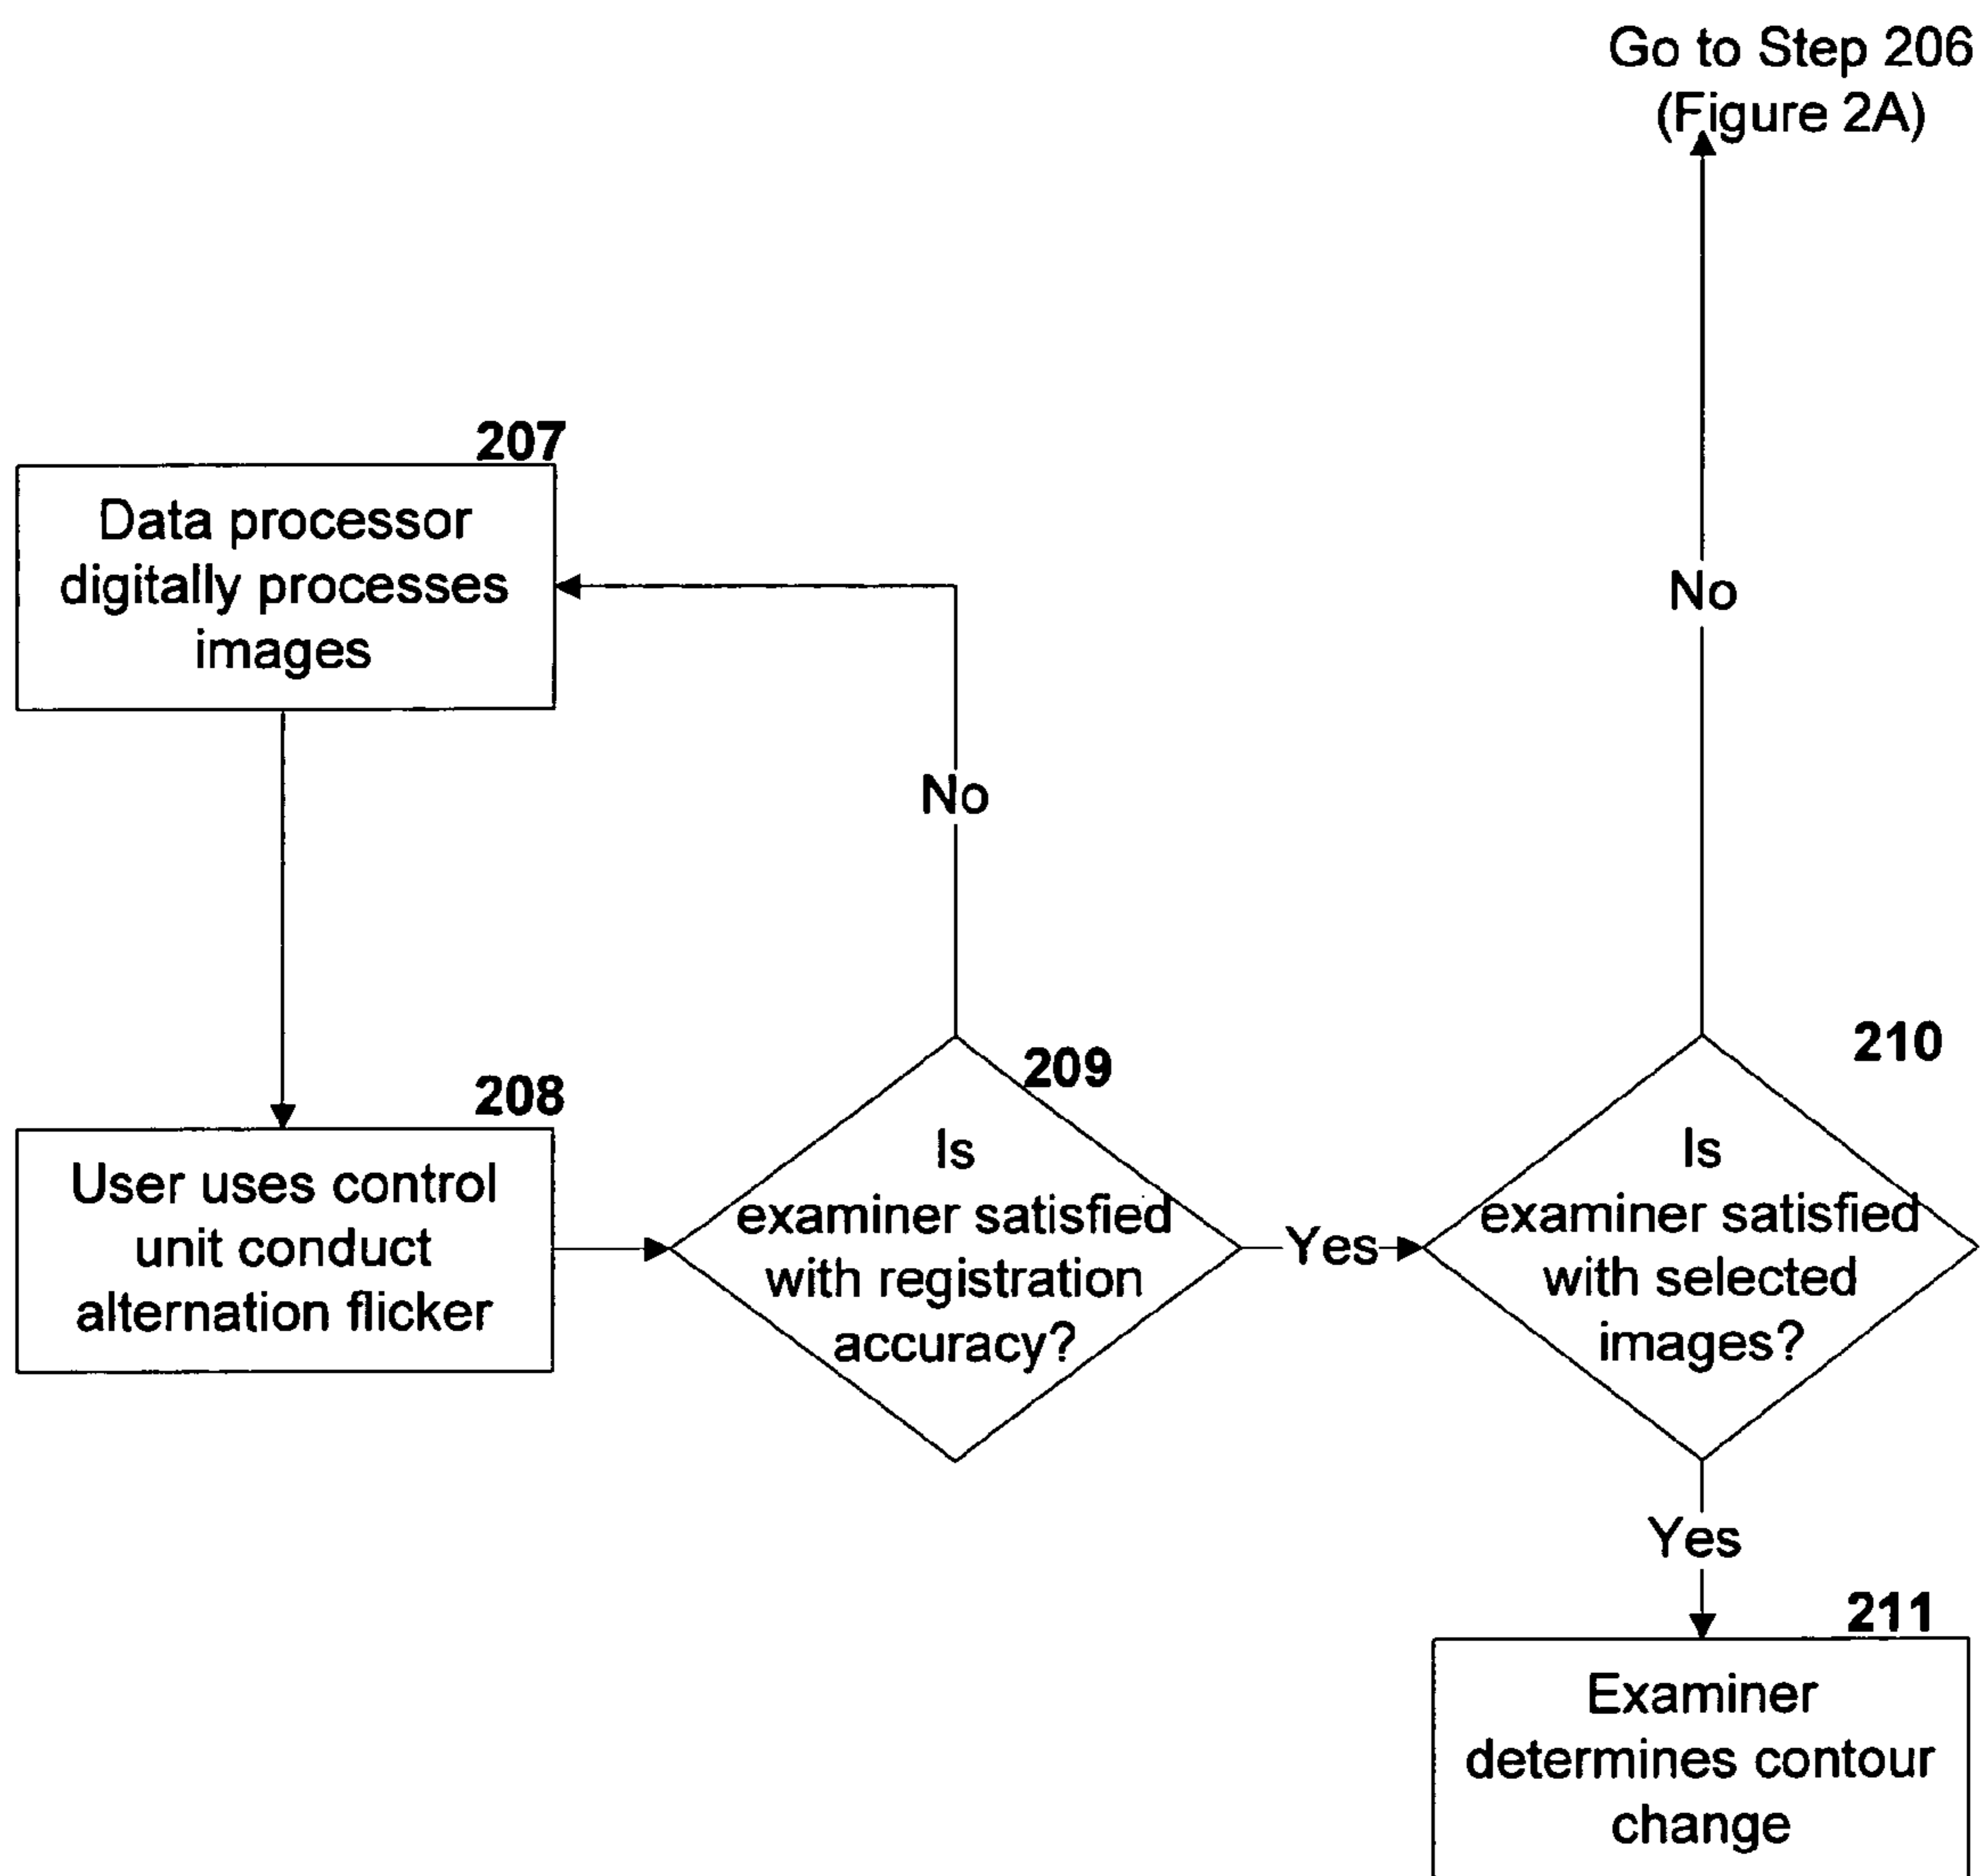 Go to Step 206
(Figure 2A)
No
207
Data processor
digitally processes
images
No
208
User uses control
unit conduct
alternation flicker
209
Is
examiner satisfied
with registration
accuracy?
Yes
210
Is
examiner satisfied
with selected
images?
Yes
211
Examiner
determines contour
change